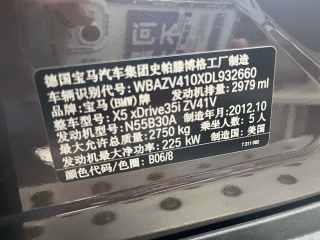 德国宝马汽车集团史帕滕博格工厂制造
车辆识别代号: WBAZV410XDL932660
品牌: 宝马(BMW)牌 发动机排量: 2979 ml
整车型号: X5 xDrive35i ZV41V
发动机型号: N55B30A 制造年月: 2012.10
最大允许总质量: 2750 kg 乘坐人数: 5人
发动机最大净功率: 225 kW 制造国: 美国
颜色代码/色圈: B06/8 7 311 082